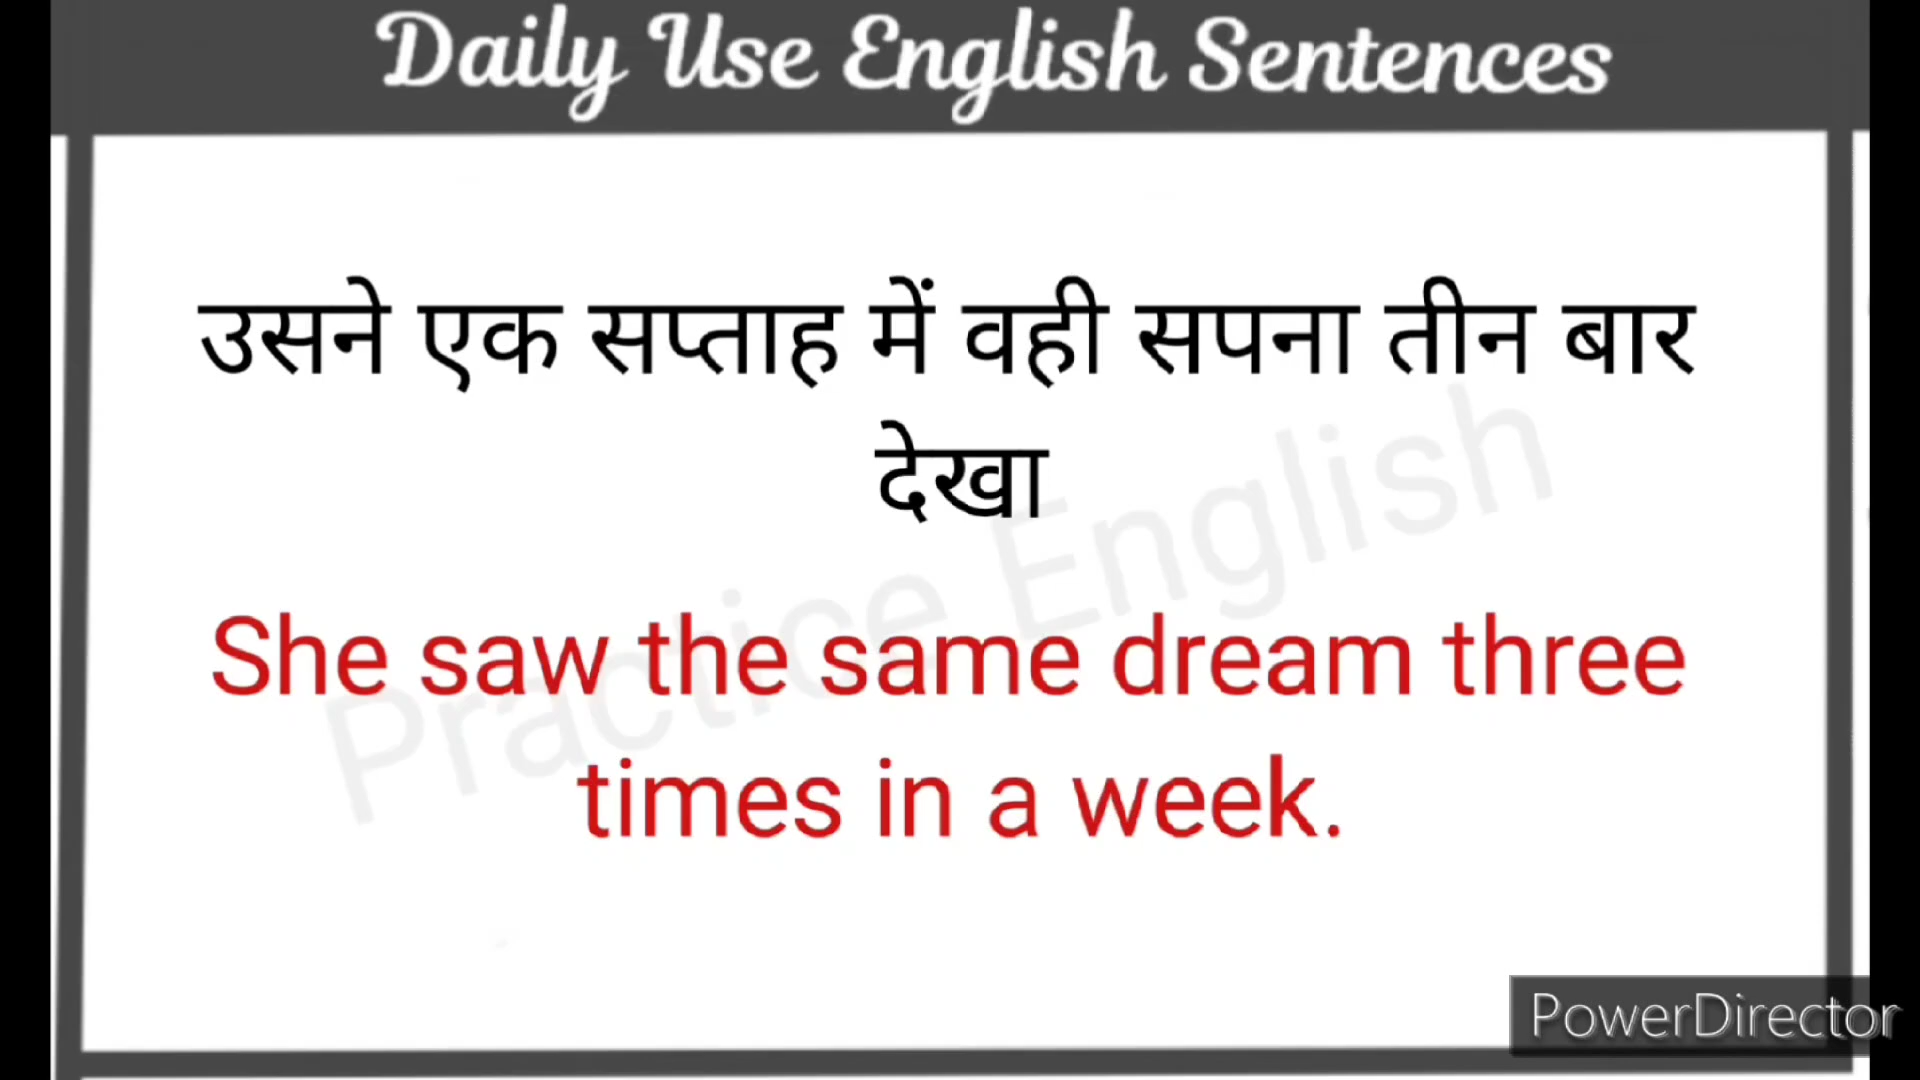 Daily Use English Sentences
उसने एक सप्ताह में वही सपना तीन बार
देखा
Practice English
She saw the same dream three
times in a week.
PowerDirector